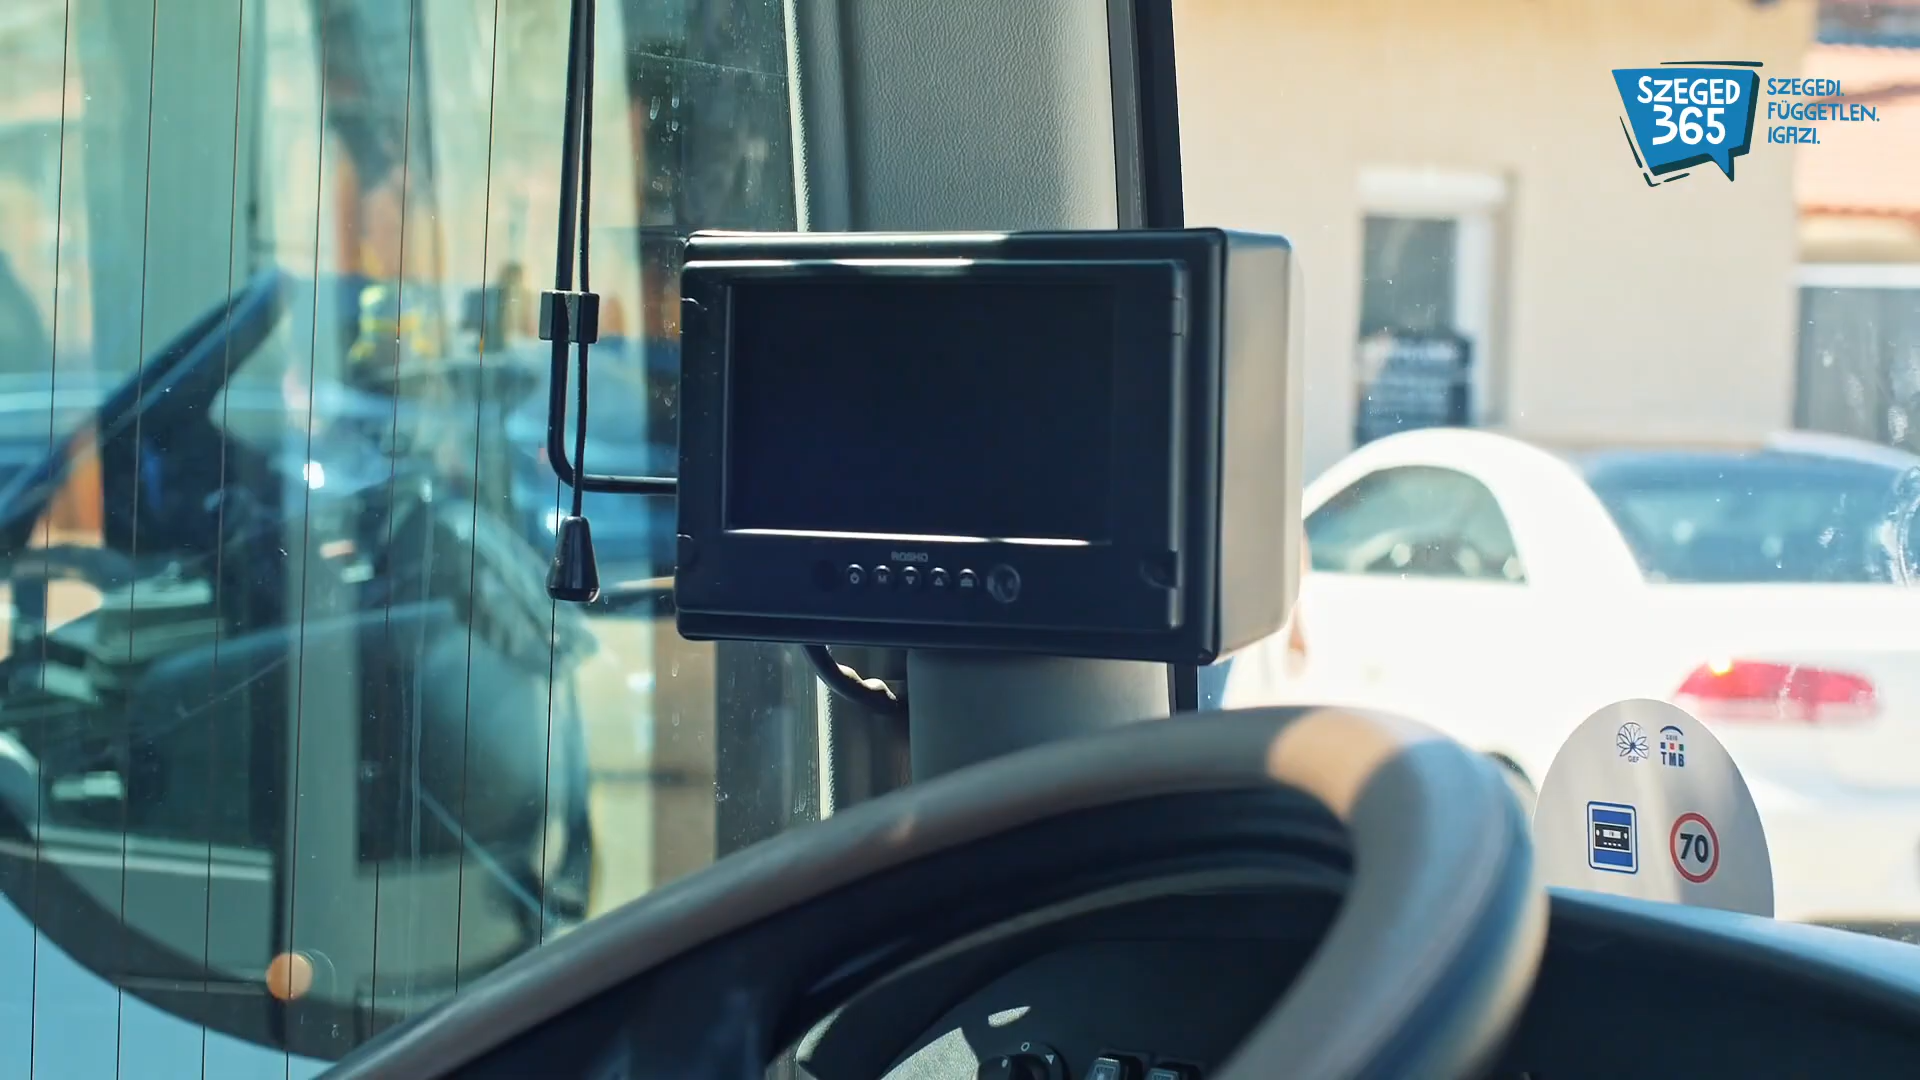 SZEGED
365
SZEGEDI.
FÜGGETLEN.
IGAZI.
ROSHO
M
TMB
70